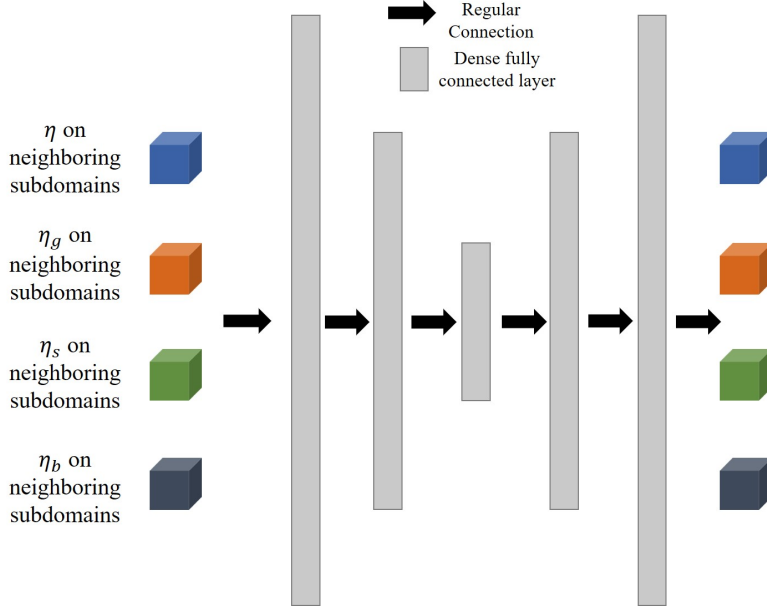 Regular
Connection
Dense fully
connected layer
η on
neighboring
subdomains
η_g on
neighboring
subdomains
η_s on
neighboring
subdomains
η_b on
neighboring
subdomains